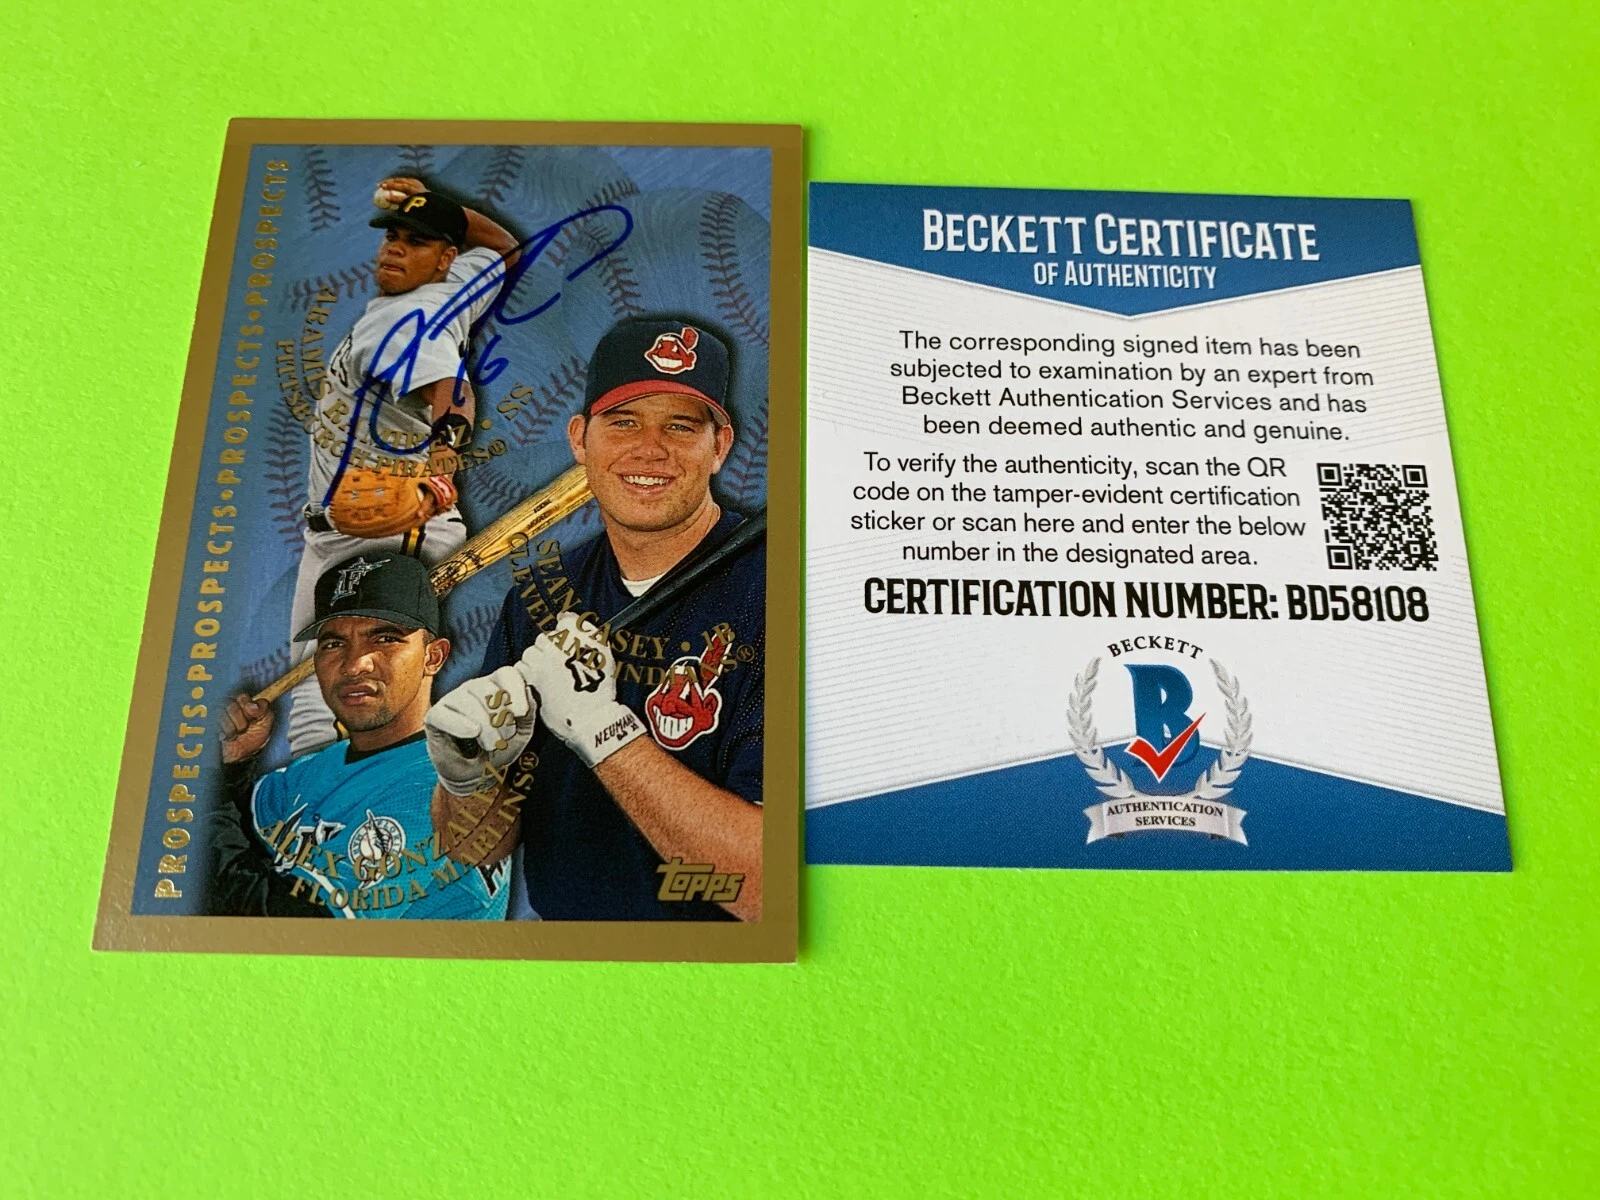 PROSPECTS•PROSPECTS•PROSPECTS•PROSPECTS•PROSPECTS
P
ARAMIS RAMIREZ • SS
PITTSBURGH PIRATES®
16
SEAN CASEY • 1B
CLEVELAND INDIANS®
F
NEUMANN
ALEX GONZALEZ • SS
FLORIDA MARLINS®
TOPPS
BECKETT CERTIFICATE
OF AUTHENTICITY
The corresponding signed item has been
subjected to examination by an expert from
Beckett Authentication Services and has
been deemed authentic and genuine.
To verify the authenticity, scan the QR
code on the tamper-evident certification
sticker or scan here and enter the below
number in the designated area.
CERTIFICATION NUMBER: BD58108
BECKETT
B
AUTHENTICATION
SERVICES